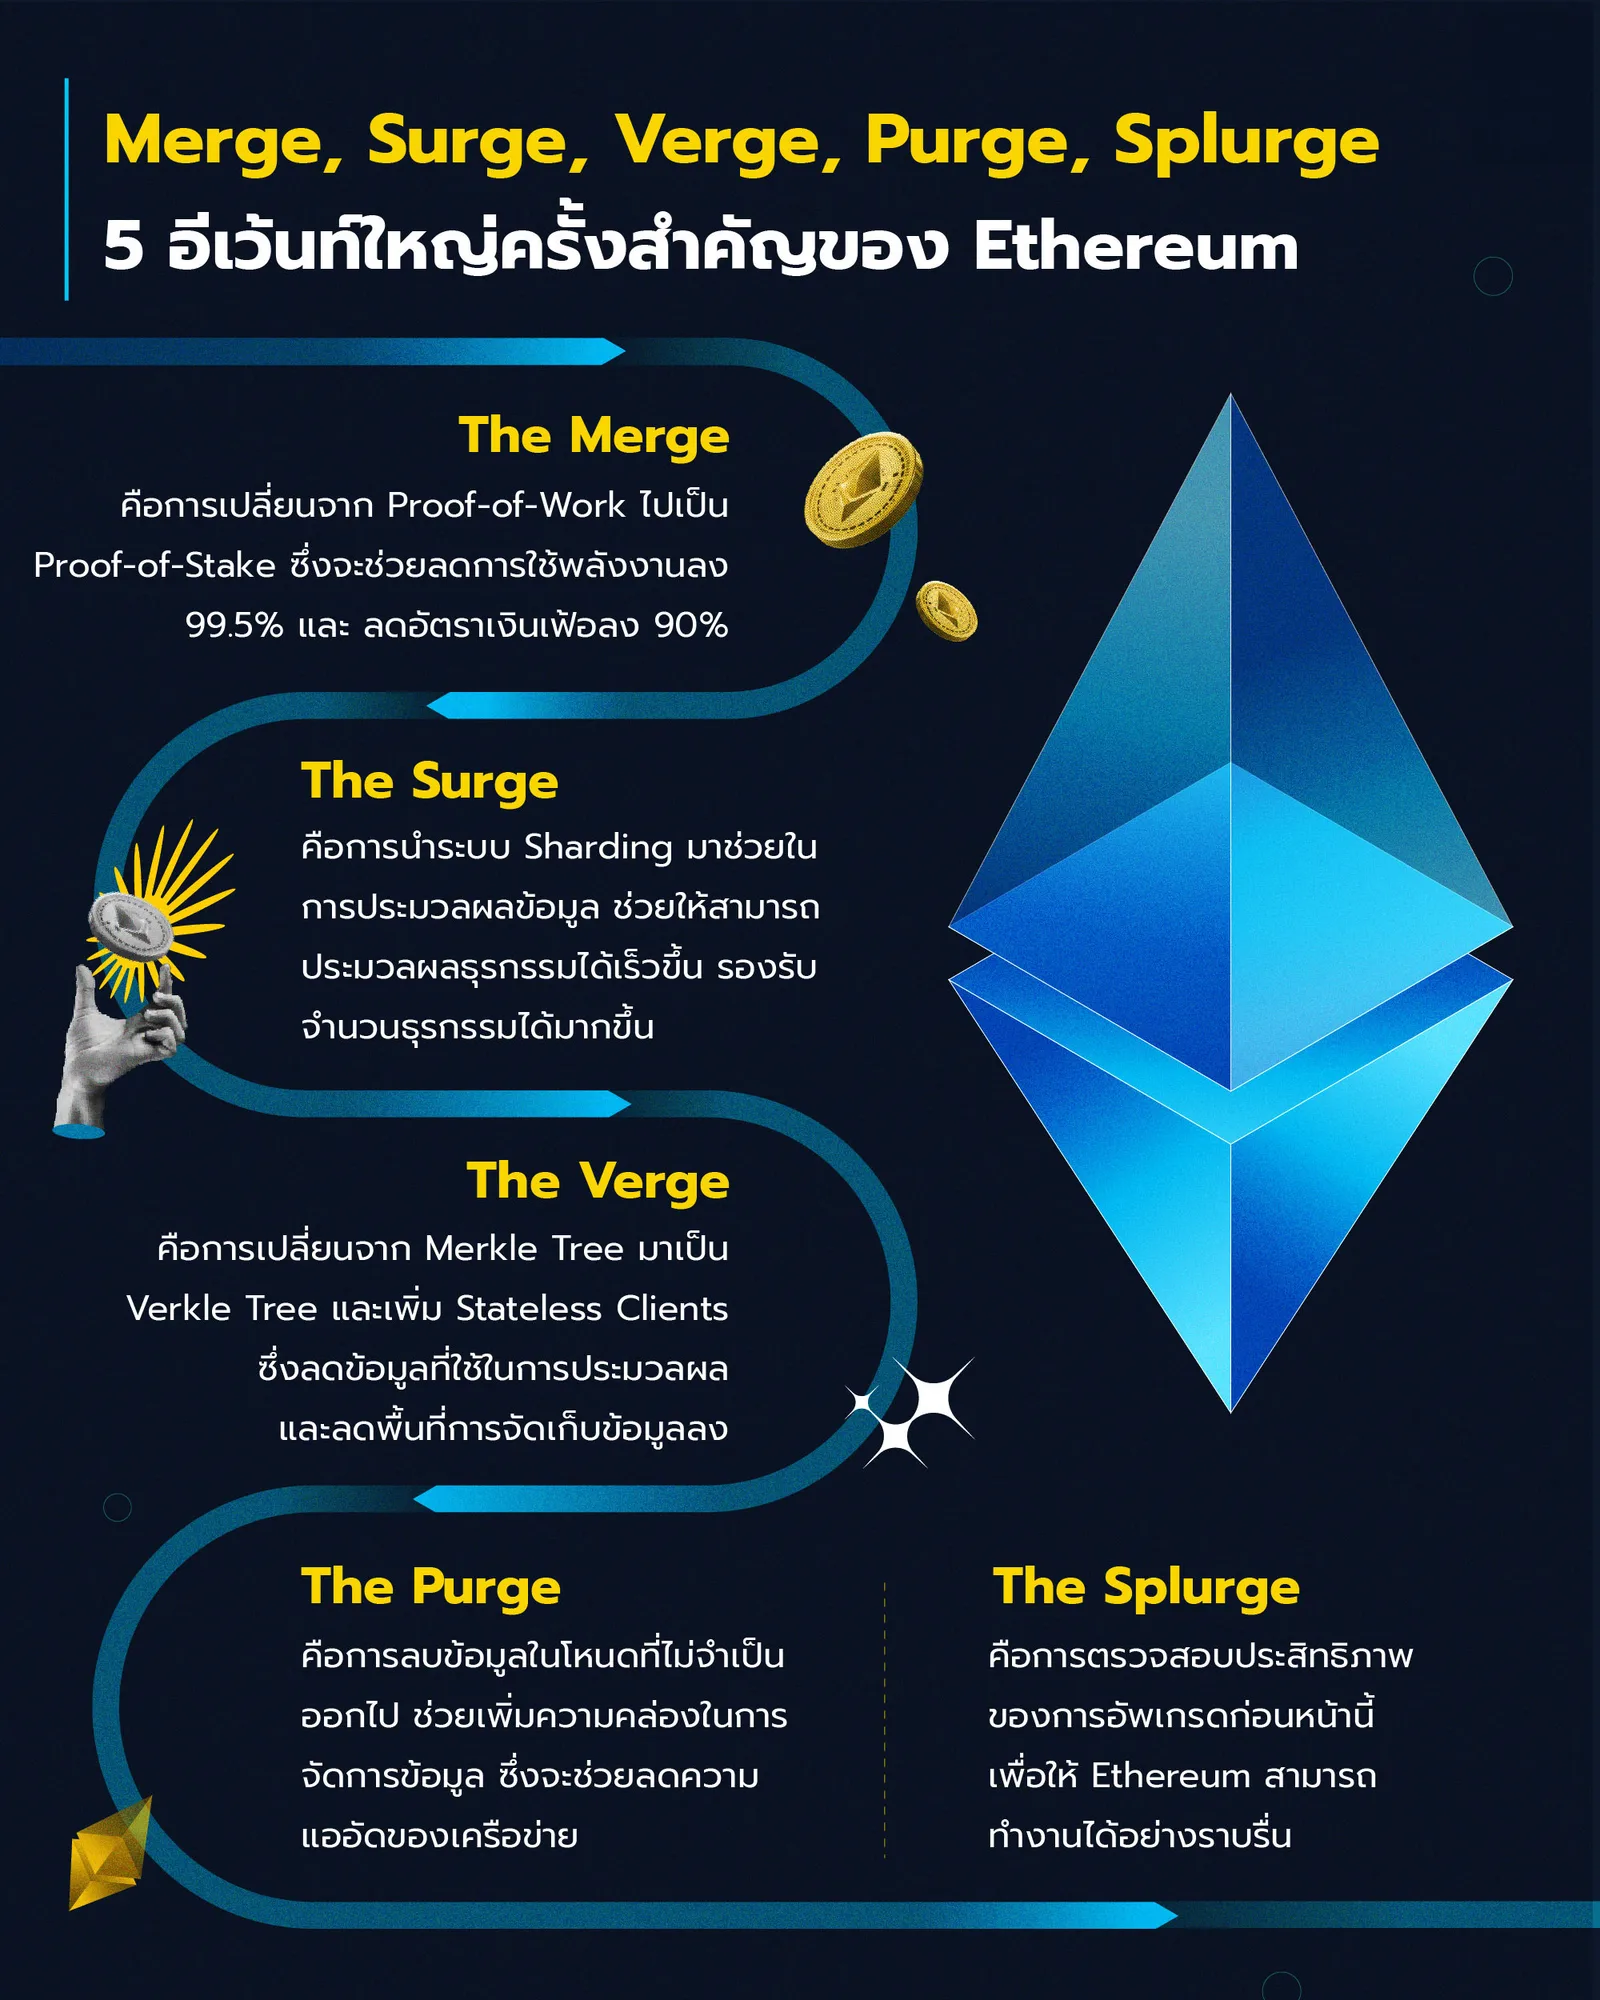 Merge, Surge, Verge, Purge, Splurge
5 อีเว้นท์ใหญ่ครั้งสำคัญของ Ethereum
The Merge
คือการเปลี่ยนจาก Proof-of-Work ไปเป็น
Proof-of-Stake ซึ่งจะช่วยลดการใช้พลังงานลง
99.5% และ ลดอัตราเงินเฟ้อลง 90%
The Surge
คือการนำระบบ Sharding มาช่วยใน
การประมวลผลข้อมูล ช่วยให้สามารถ
ประมวลผลธุรกรรมได้เร็วขึ้น รองรับ
จำนวนธุรกรรมได้มากขึ้น
The Verge
คือการเปลี่ยนจาก Merkle Tree มาเป็น
Verkle Tree และเพิ่ม Stateless Clients
ซึ่งลดข้อมูลที่ใช้ในการประมวลผล
และลดพื้นที่การจัดเก็บข้อมูลลง
The Purge
คือการลบข้อมูลในโหนดที่ไม่จำเป็น
ออกไป ช่วยเพิ่มความคล่องในการ
จัดการข้อมูล ซึ่งจะช่วยลดความ
แออัดของเครือข่าย
The Splurge
คือการตรวจสอบประสิทธิภาพ
ของการอัพเกรดก่อนหน้านี้
เพื่อให้ Ethereum สามารถ
ทำงานได้อย่างราบรื่น